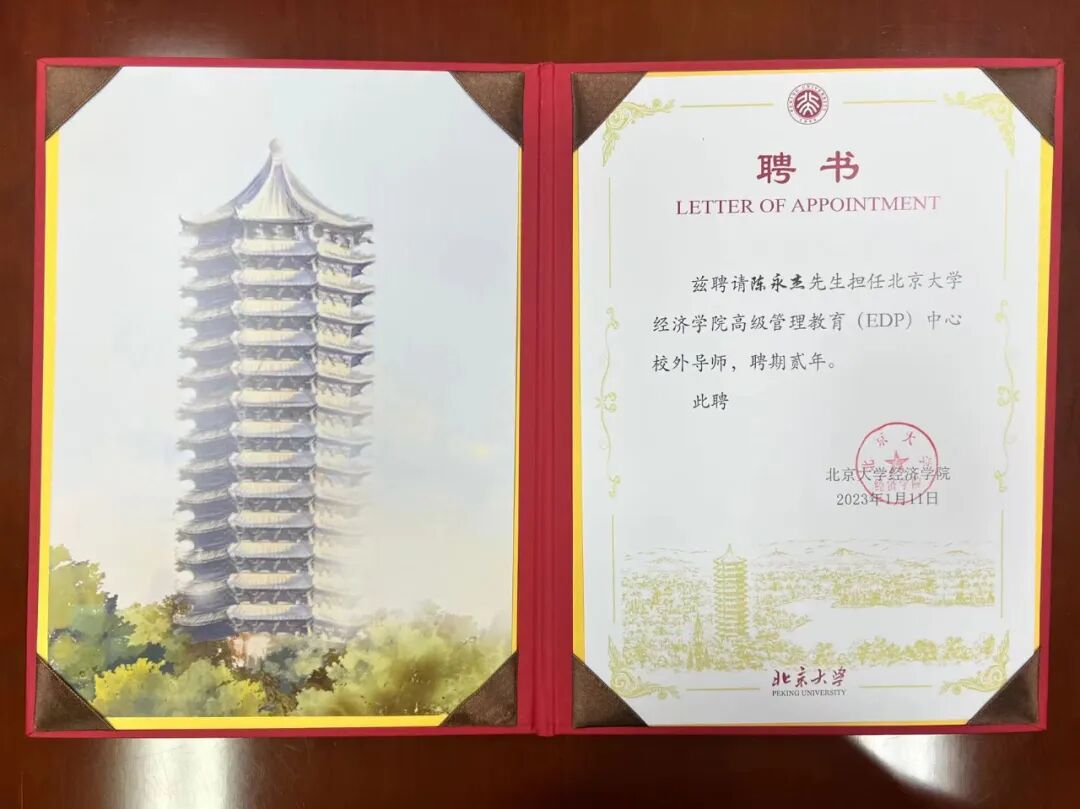 PEKING UNIVERSITY
聘书
LETTER OF APPOINTMENT
兹聘请陈永杰先生担任北京大学
经济学院高级管理教育（EDP）中心
校外导师，聘期贰年。
此聘
北京大学经济学院
2023年1月11日
北京大学
PEKING UNIVERSITY